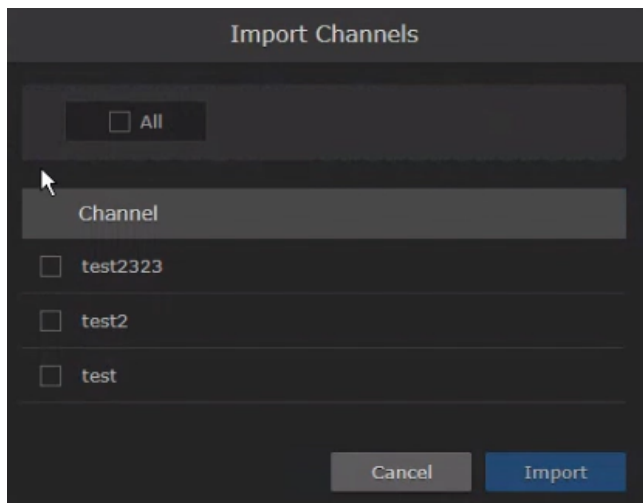 Import Channels
All
Channel
test2323
test2
test
Cancel Import